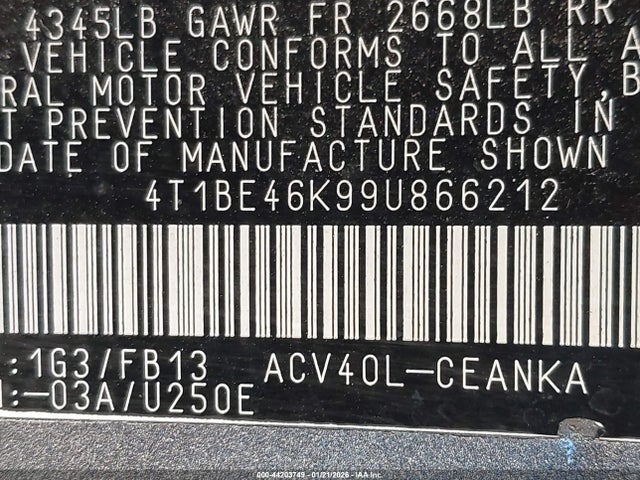 4345LB GAWR FR 2668LB RR
VEHICLE CONFORMS TO ALL A
RAL MOTOR VEHICLE SAFETY, B
T PREVENTION STANDARDS IN
DATE OF MANUFACTURE SHOWN
4T1BE46K99U866212
:1G3/FB13 ACV40L-CEANKA
:-03A/U250E
000-44203749 - 01/21/2026 - IAA Inc.